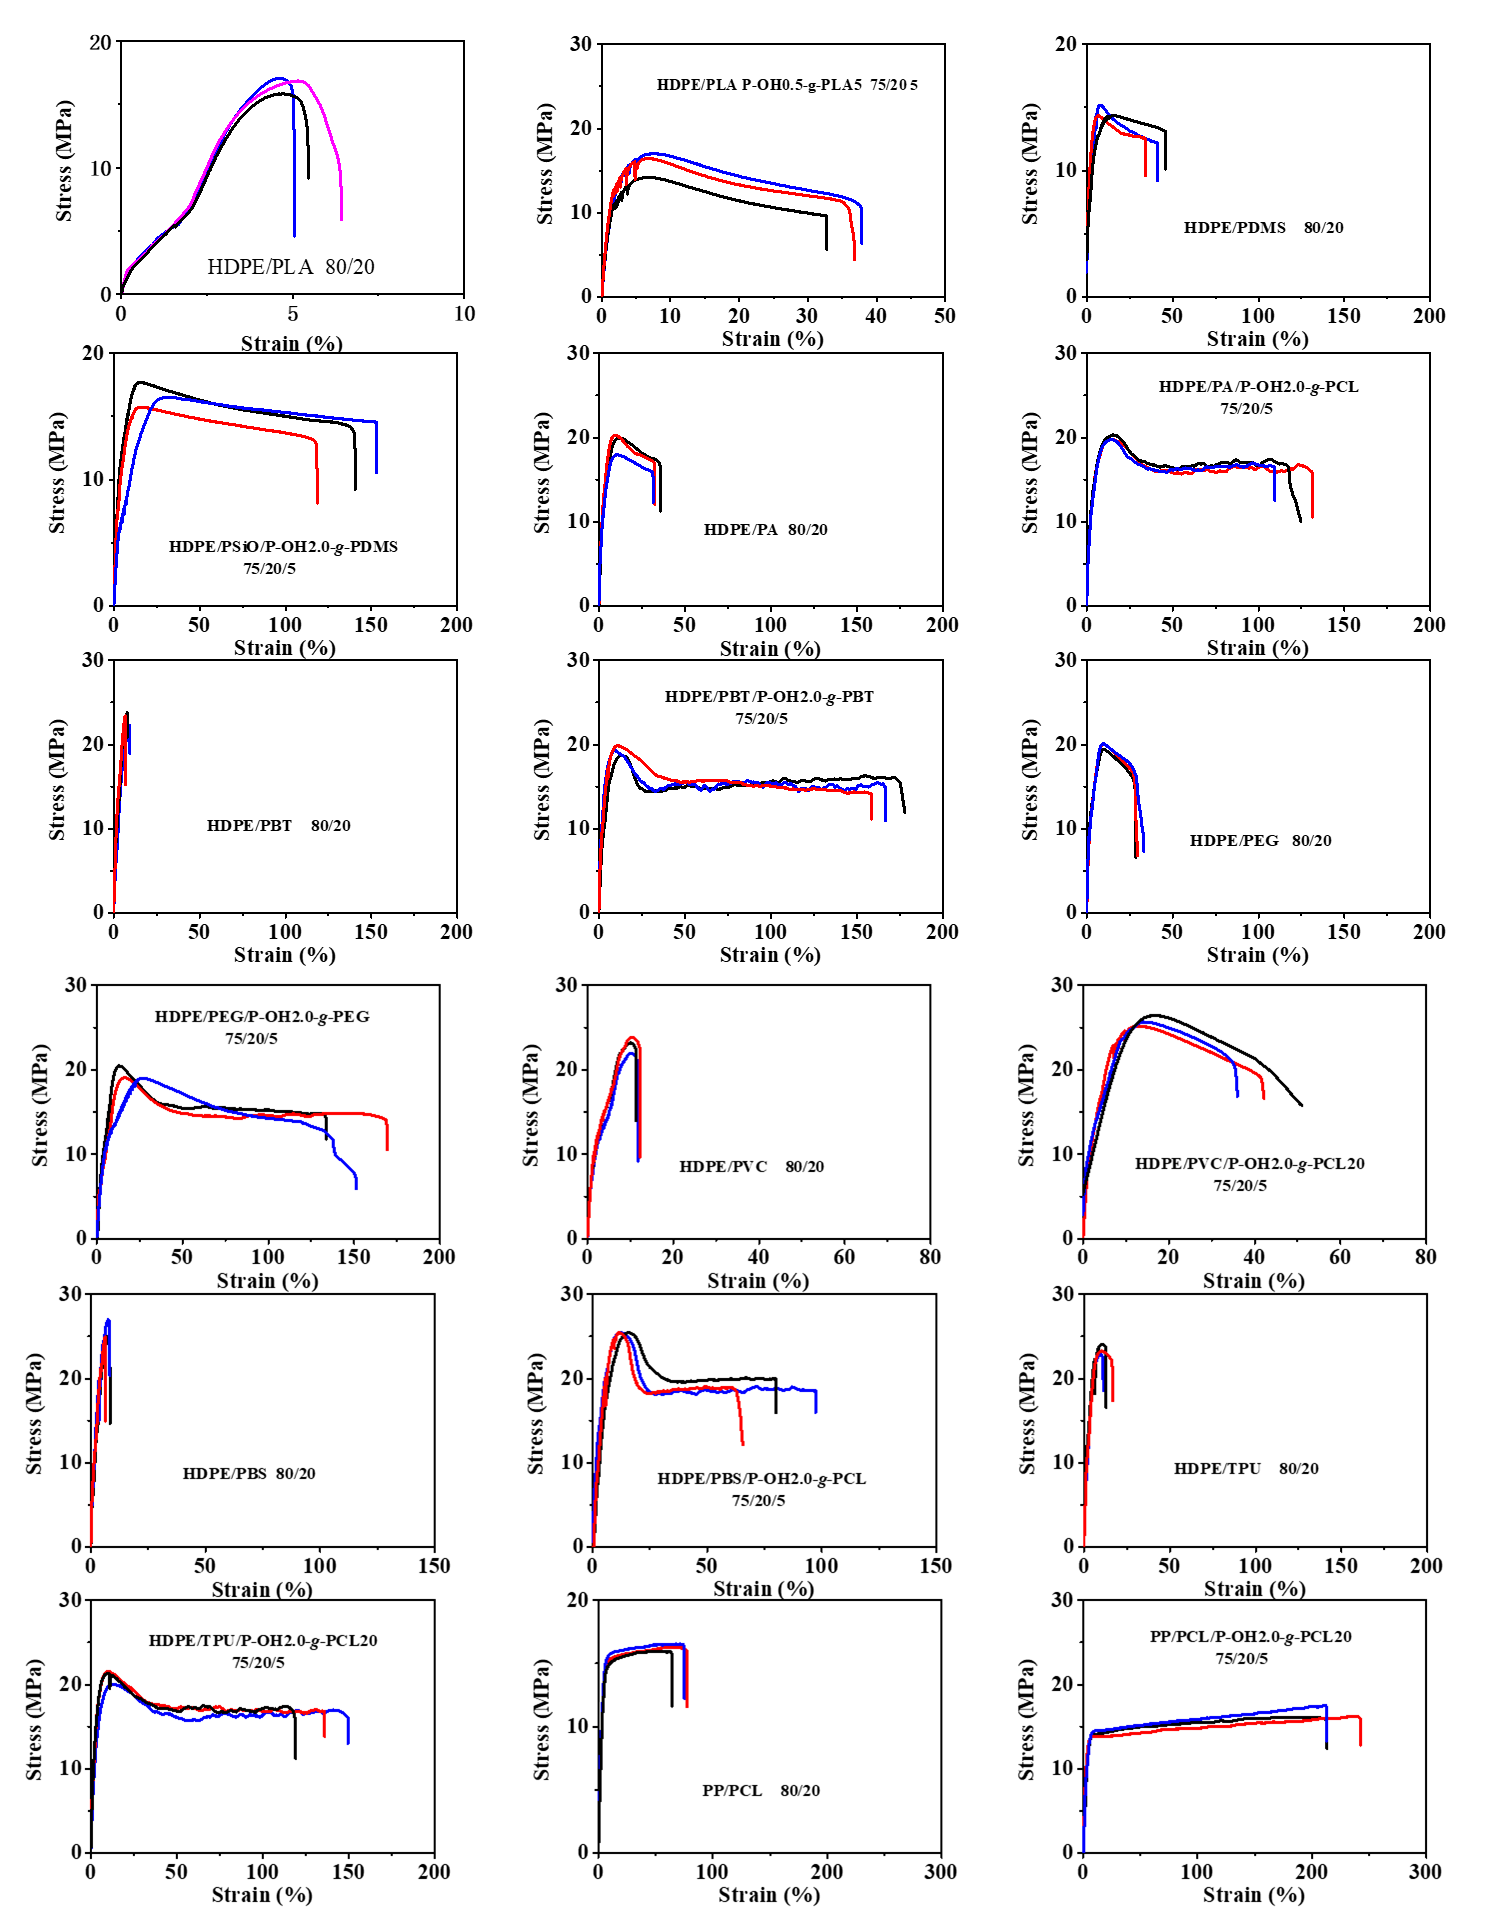 20
10
0
Stress (MPa)
HDPE/PLA 80/20
0 5 10
Strain (%)
30
20
10
0
Stress (MPa)
HDPE/PLA P-OH0.5-g-PLA5 75/20 5
0 10 20 30 40 50
Strain (%)
20
10
0
Stress (MPa)
HDPE/PDMS 80/20
0 50 100 150 200
Strain (%)
20
10
0
Stress (MPa)
HDPE/PSiO/P-OH2.0-g-PDMS
75/20/5
0 50 100 150 200
Strain (%)
30
20
10
0
Stress (MPa)
HDPE/PA 80/20
0 50 100 150 200
Strain (%)
30
20
10
0
Stress (MPa)
HDPE/PA/P-OH2.0-g-PCL
75/20/5
0 50 100 150 200
Strain (%)
30
20
10
0
Stress (MPa)
HDPE/PBT 80/20
0 50 100 150 200
Strain (%)
30
20
10
0
Stress (MPa)
HDPE/PBT/P-OH2.0-g-PBT
75/20/5
0 50 100 150 200
Strain (%)
30
20
10
0
Stress (MPa)
HDPE/PEG 80/20
0 50 100 150 200
Strain (%)
30
20
10
0
Stress (MPa)
HDPE/PEG/P-OH2.0-g-PEG
75/20/5
0 50 100 150 200
Strain (%)
30
20
10
0
Stress (MPa)
HDPE/PVC 80/20
0 20 40 60 80
Strain (%)
30
20
10
0
Stress (MPa)
HDPE/PVC/P-OH2.0-g-PCL20
75/20/5
0 20 40 60 80
Strain (%)
30
20
10
0
Stress (MPa)
HDPE/PBS 80/20
0 50 100 150
Strain (%)
30
20
10
0
Stress (MPa)
HDPE/PBS/P-OH2.0-g-PCL
75/20/5
0 50 100 150
Strain (%)
30
20
10
0
Stress (MPa)
HDPE/TPU 80/20
0 50 100 150 200
Strain (%)
30
20
10
0
Stress (MPa)
HDPE/TPU/P-OH2.0-g-PCL20
75/20/5
0 50 100 150 200
Strain (%)
20
10
0
Stress (MPa)
PP/PCL 80/20
0 100 200 300
Strain (%)
30
20
10
0
Stress (MPa)
PP/PCL/P-OH2.0-g-PCL20
75/20/5
0 100 200 300
Strain (%)